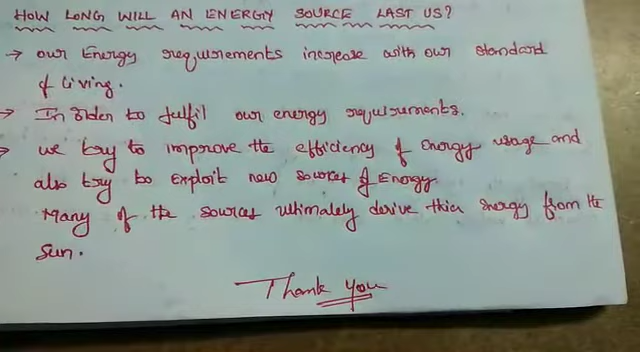 HOW LONG WILL AN ENERGY SOURCE LAST US?
→ Our Energy requirements increase with our standard
of living.
→ In order to fulfil our energy requirements.
→ We try to improve the efficiency of energy usage and
also try to exploit new sources of Energy.
Many of the sources ultimately derive their energy from the
Sun.
Thank you